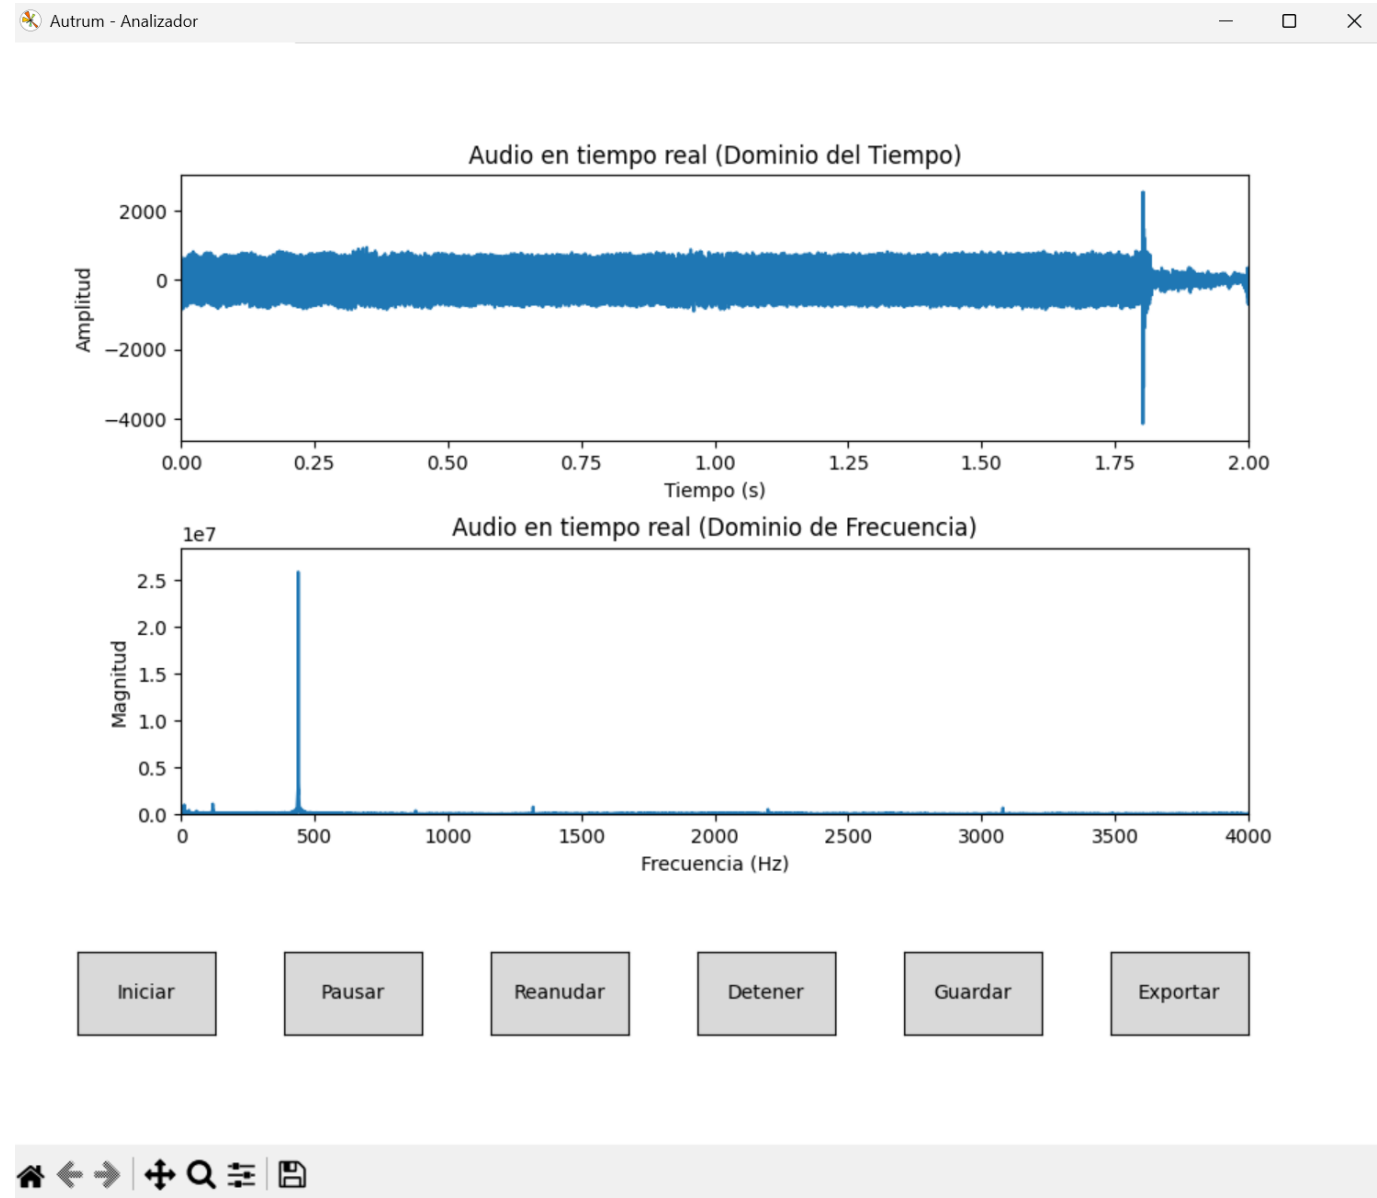 Autrum - Analizador
Audio en tiempo real (Dominio del Tiempo)
2000
0
−2000
−4000
Amplitud
0.00 0.25 0.50 0.75 1.00 1.25 1.50 1.75 2.00
Tiempo (s)
Audio en tiempo real (Dominio de Frecuencia)
1e7
2.5
2.0
1.5
1.0
0.5
0.0
Magnitud
0 500 1000 1500 2000 2500 3000 3500 4000
Frecuencia (Hz)
Iniciar Pausar Reanudar Detener Guardar Exportar